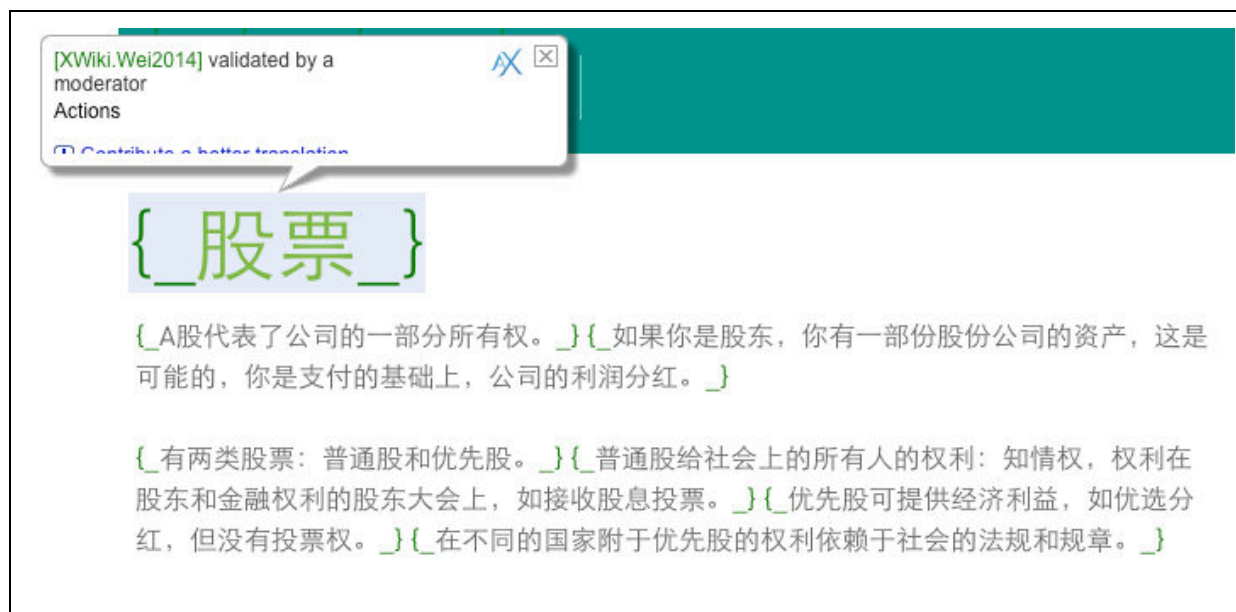 [XWiki.Wei2014] validated by a
moderator
Actions
Contribute a better translation
{_股票_}
{_A股代表了公司的一部分所有权。_}{_如果你是股东，你有一部份股份公司的资产，这是
可能的，你是支付的基础上，公司的利润分红。_}
{_有两类股票：普通股和优先股。_}{_普通股给社会上的所有人的权利：知情权，权利在
股东和金融权利的股东大会上，如接收股息投票。_}{_优先股可提供经济利益，如优选分
红，但没有投票权。_}{_在不同的国家附于优先股的权利依赖于社会的法规和规章。_}